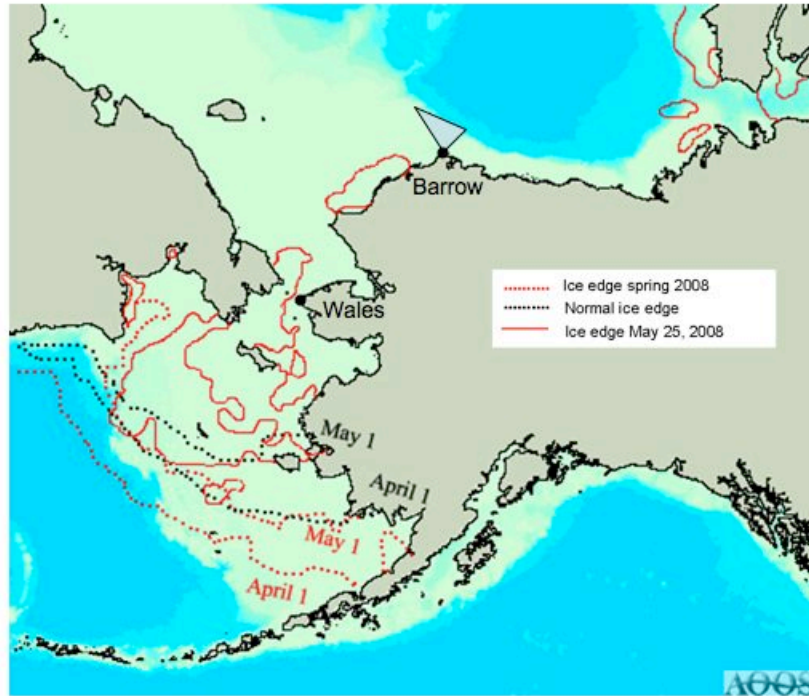 Barrow
Wales
Ice edge spring 2008
Normal ice edge
Ice edge May 25, 2008
May 1
April 1
May 1
April 1
AOOS